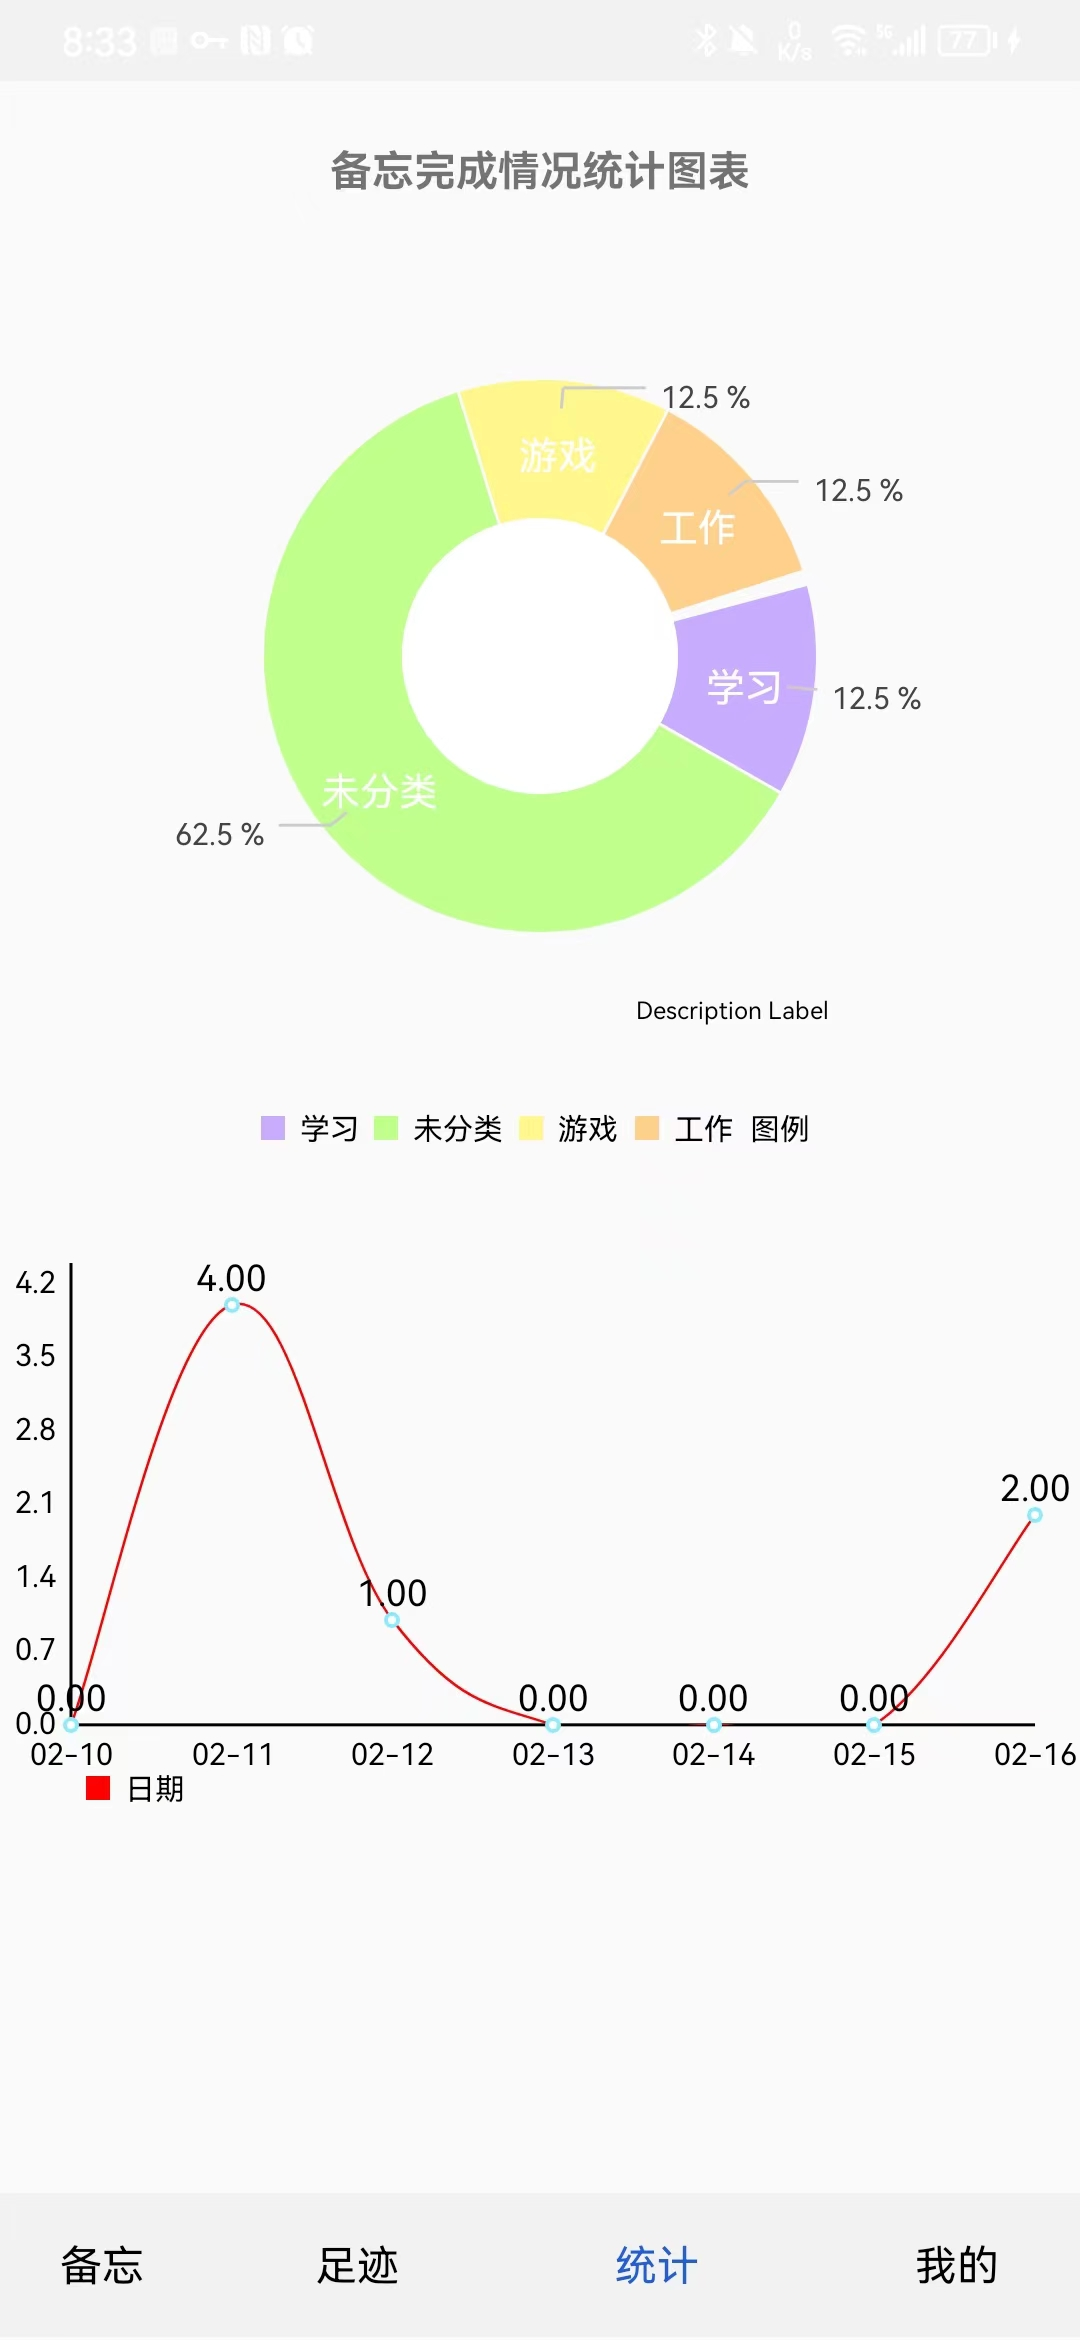 8:33
0
K/s
5G
77
备忘完成情况统计图表
12.5 %
游戏
12.5 %
工作
学习
12.5 %
未分类
62.5 %
Description Label
学习 未分类 游戏 工作 图例
4.2
4.00
3.5
2.8
2.1
2.00
1.4
1.00
0.7
0.00 0.00 0.00 0.00
0.0
02-10 02-11 02-12 02-13 02-14 02-15 02-16
日期
备忘 足迹 统计 我的